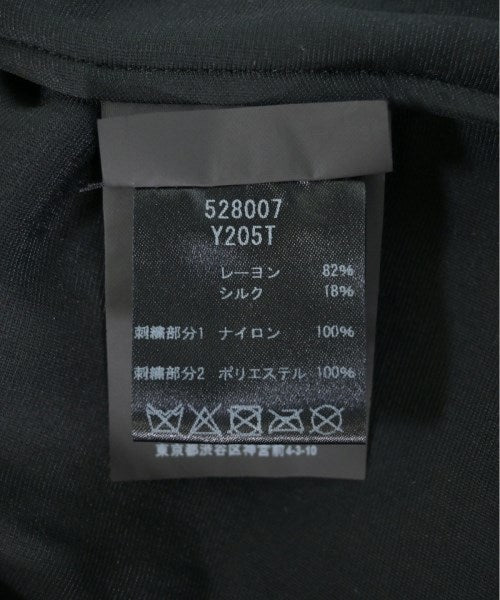 528007
Y205T
レーヨン 82%
シルク 18%
刺繍部分1 ナイロン 100%
刺繍部分2 ポリエステル 100%
東京都渋谷区神宮前4-3-10